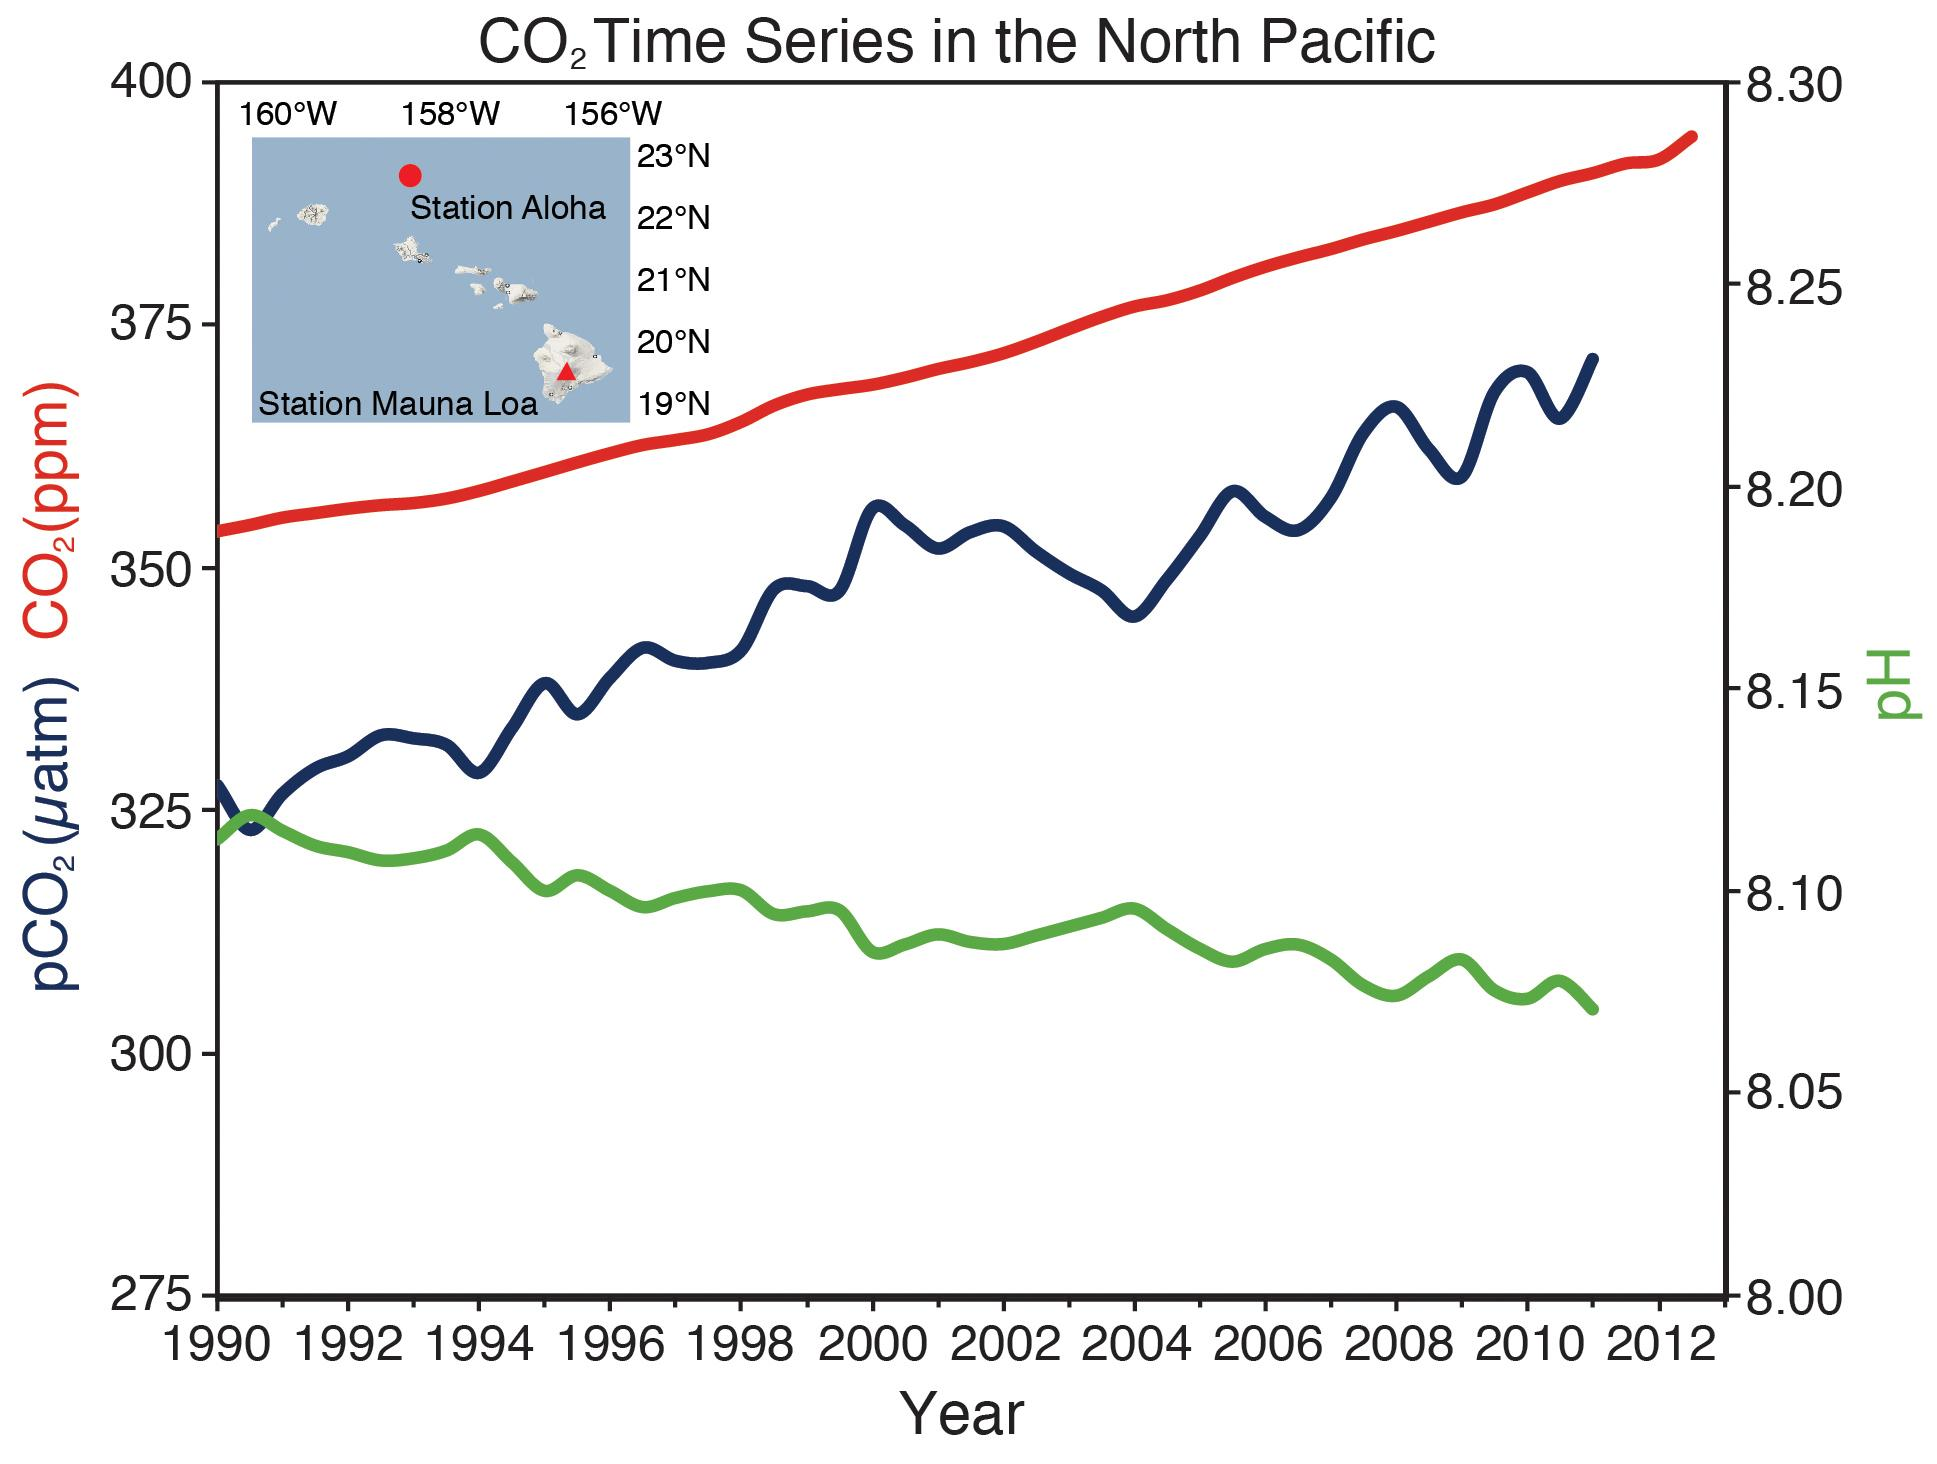 CO₂ Time Series in the North Pacific
400
375
350
325
300
275
pCO₂ (µatm) CO₂ (ppm)
160°W 158°W 156°W
23°N
22°N
21°N
20°N
19°N
Station Aloha
Station Mauna Loa
8.30
8.25
8.20
8.15
8.10
8.05
8.00
pH
1990 1992 1994 1996 1998 2000 2002 2004 2006 2008 2010 2012
Year